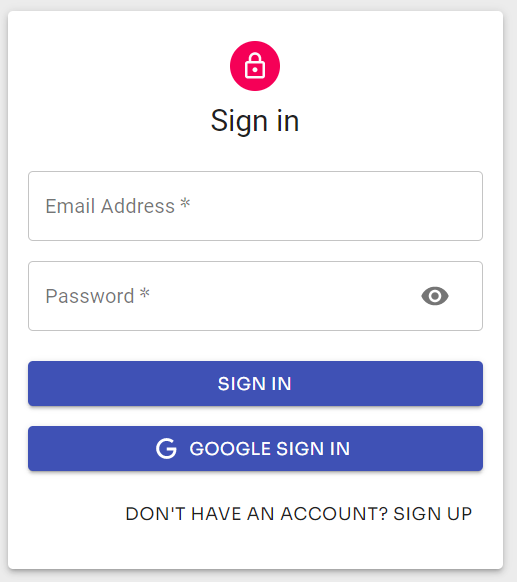 Sign in
Email Address *
Password *
SIGN IN
G GOOGLE SIGN IN
DON'T HAVE AN ACCOUNT? SIGN UP